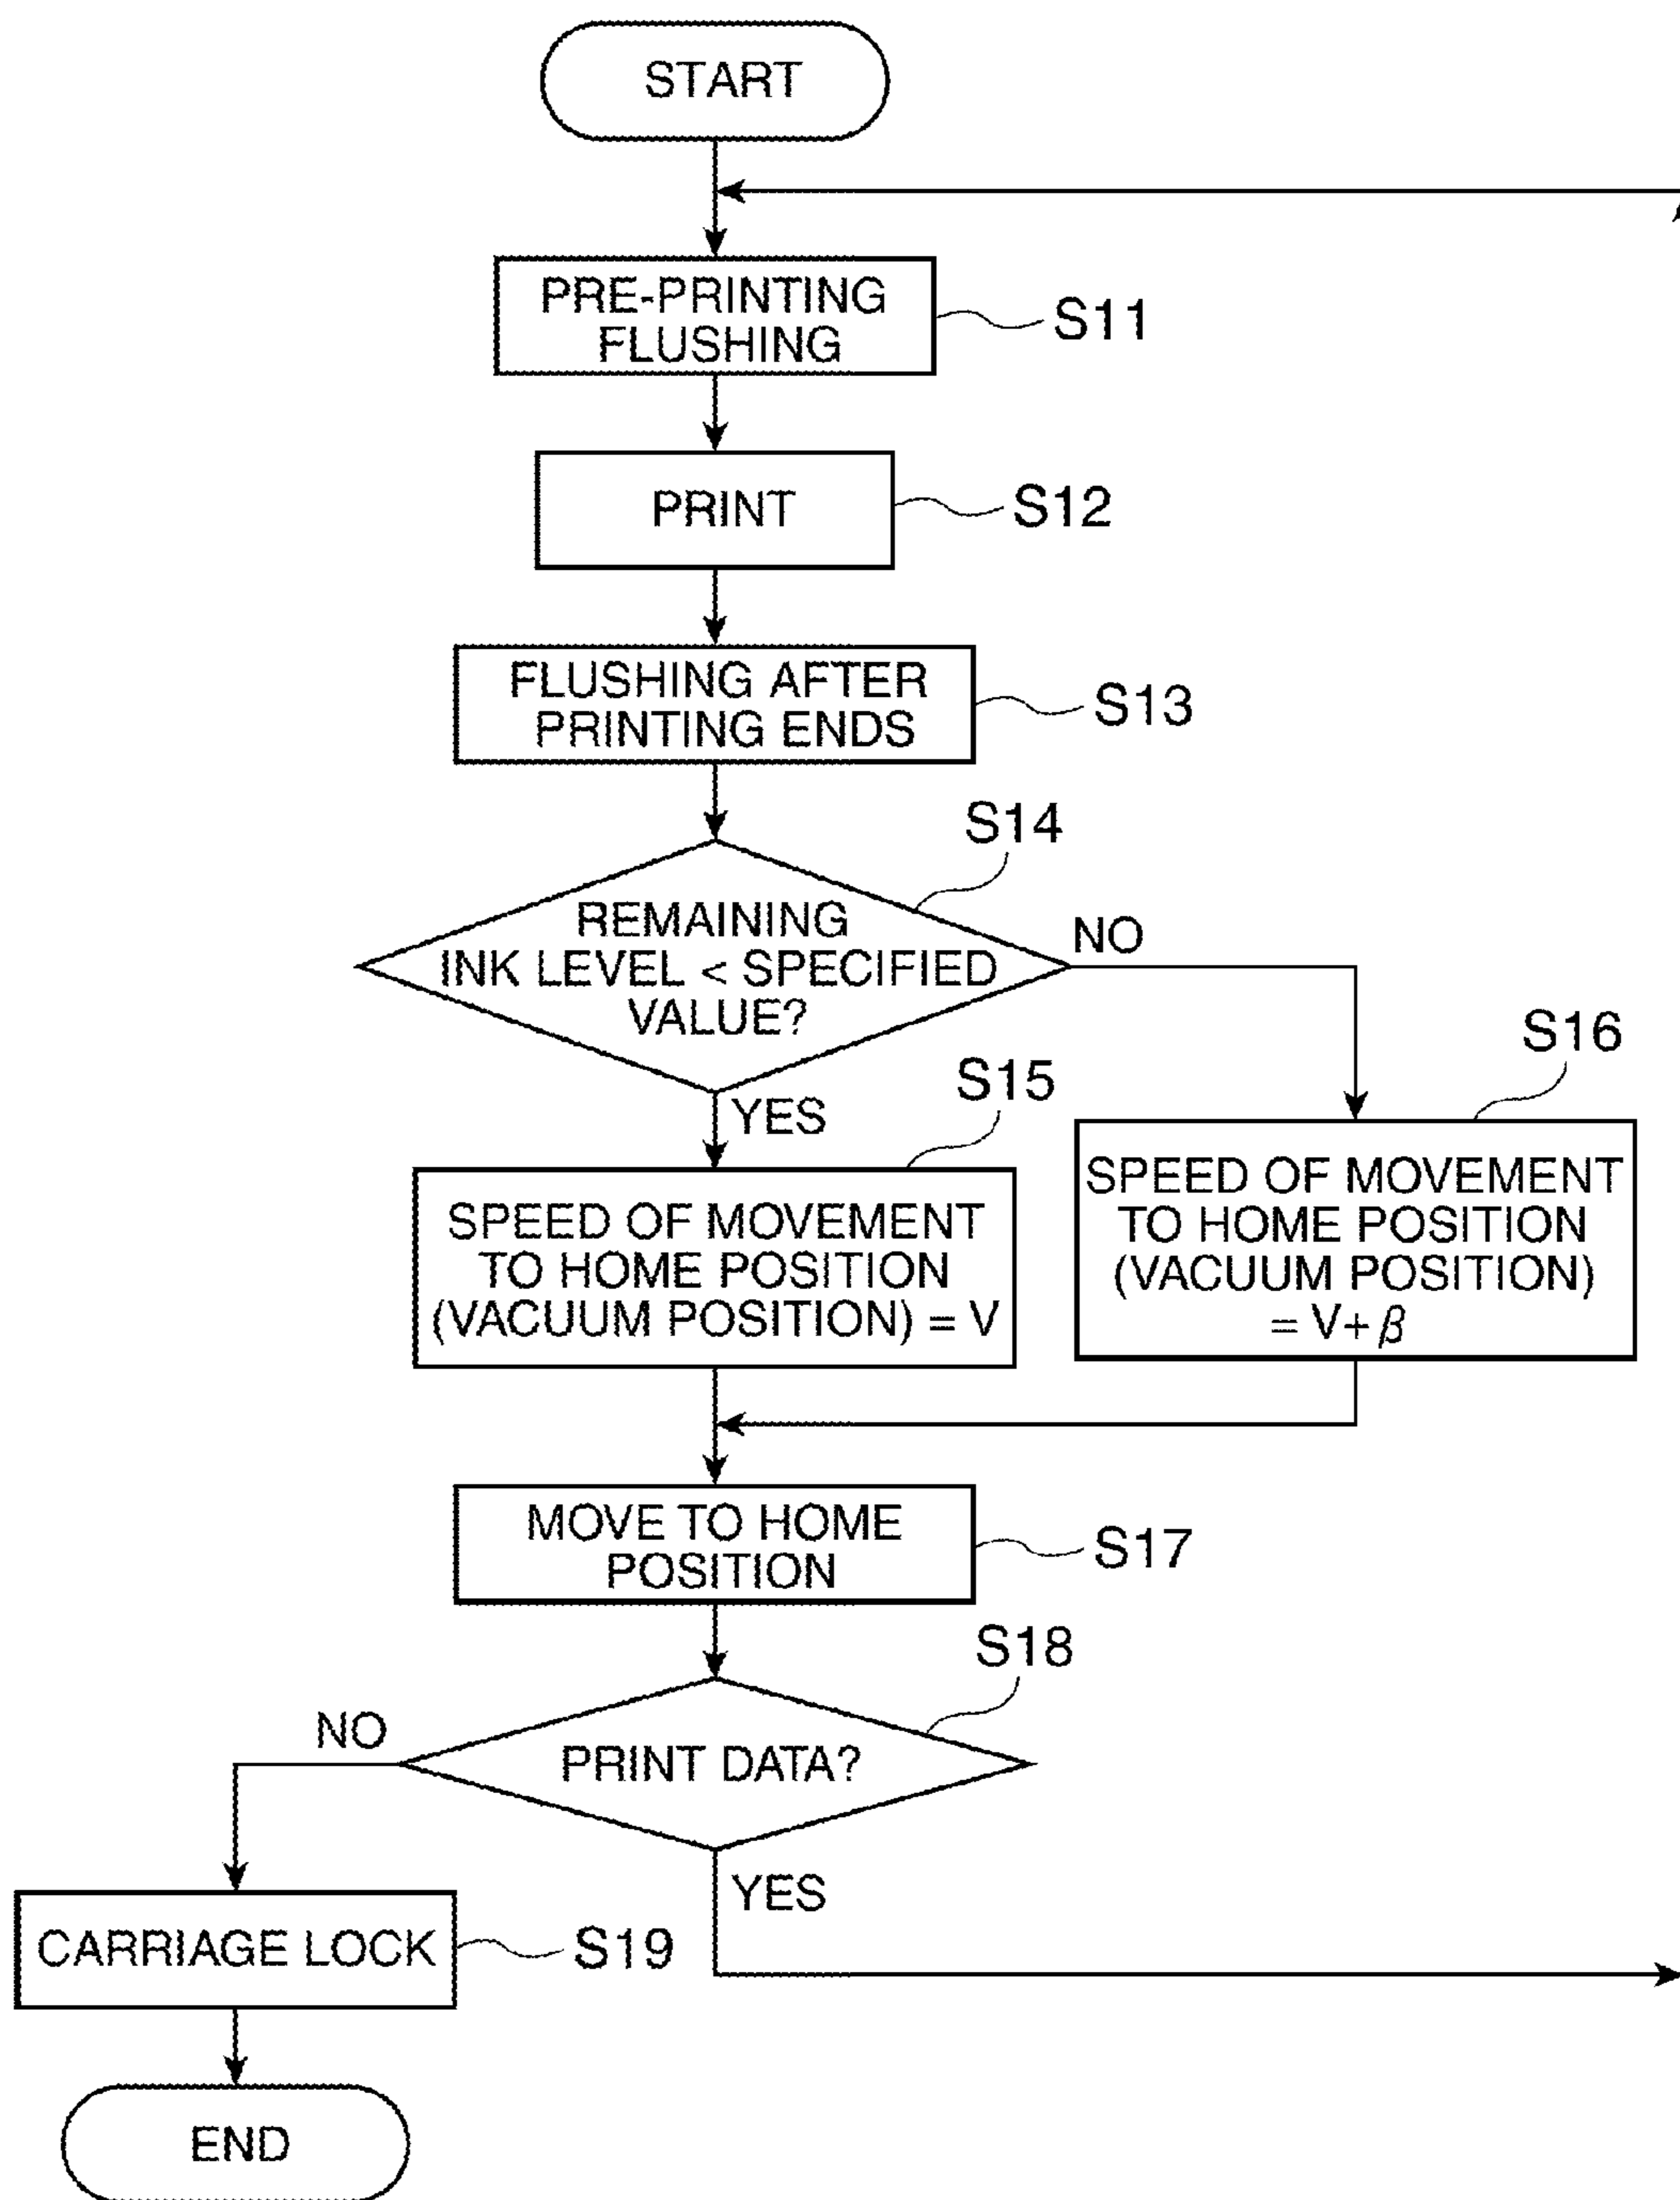 START
PRE-PRINTING
FLUSHING
S11
PRINT
S12
FLUSHING AFTER
PRINTING ENDS
S13
S14
REMAINING
INK LEVEL < SPECIFIED
VALUE?
NO
YES
S15
SPEED OF MOVEMENT
TO HOME POSITION
(VACUUM POSITION) = V
S16
SPEED OF MOVEMENT
TO HOME POSITION
(VACUUM POSITION)
= V+β
MOVE TO HOME
POSITION
S17
S18
PRINT DATA?
NO
YES
CARRIAGE LOCK
S19
END